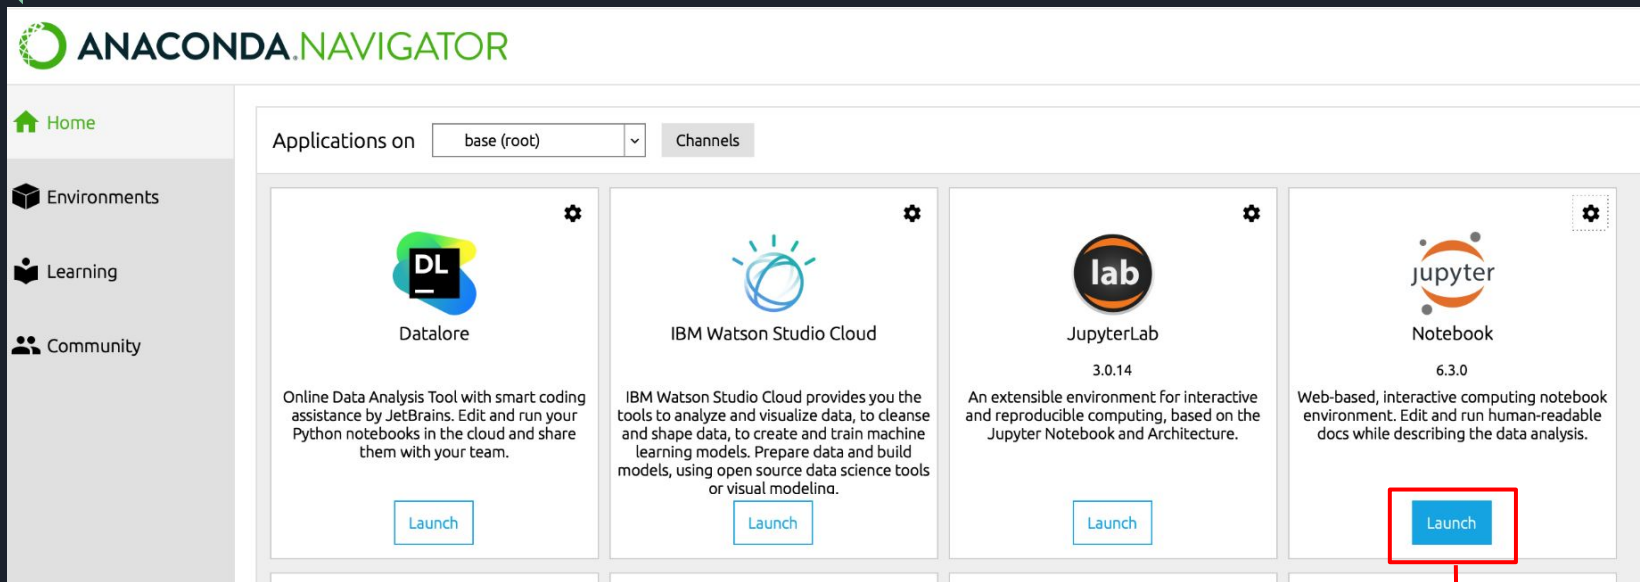 ANACONDA.NAVIGATOR
Home
Environments
Learning
Community
Applications on base (root) Channels
DL
Datalore
Online Data Analysis Tool with smart coding
assistance by JetBrains. Edit and run your
Python notebooks in the cloud and share
them with your team.
Launch
IBM Watson Studio Cloud
IBM Watson Studio Cloud provides you the
tools to analyze and visualize data, to cleanse
and shape data, to create and train machine
learning models. Prepare data and build
models, using open source data science tools
or visual modeling.
Launch
lab
JupyterLab
3.0.14
An extensible environment for interactive
and reproducible computing, based on the
Jupyter Notebook and Architecture.
Launch
jupyter
Notebook
6.3.0
Web-based, interactive computing notebook
environment. Edit and run human-readable
docs while describing the data analysis.
Launch